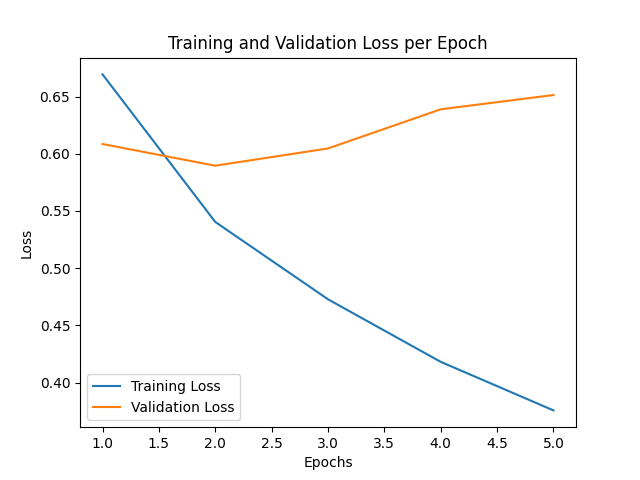 Training and Validation Loss per Epoch
Loss
0.65
0.60
0.55
0.50
0.45
0.40
Training Loss
Validation Loss
1.0 1.5 2.0 2.5 3.0 3.5 4.0 4.5 5.0
Epochs